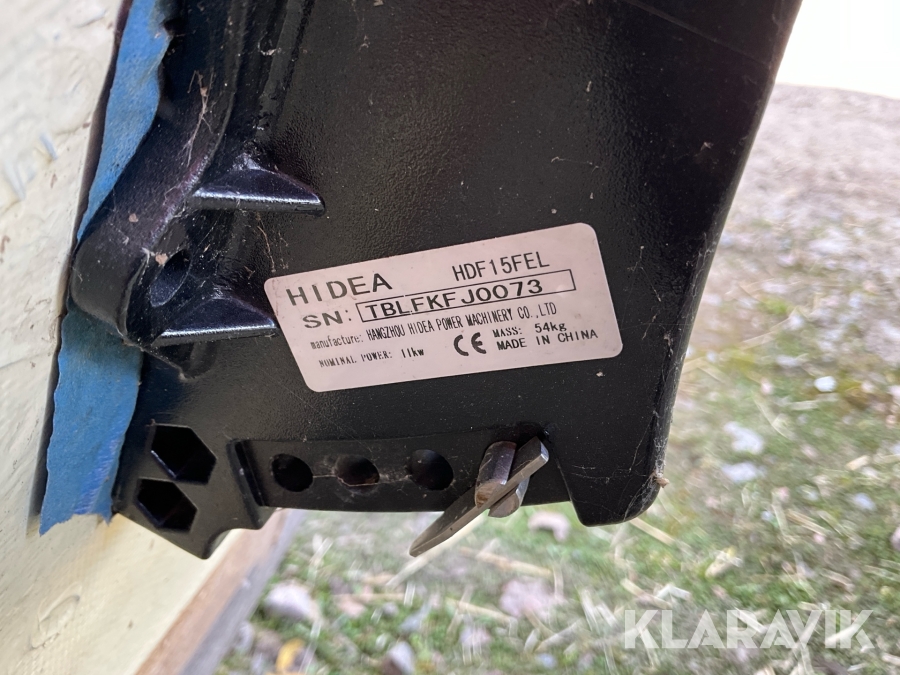 HIDEA HDF15FEL
SN: TBLFKFJ0073
manufacture: HANGZHOU HIDEA POWER MACHINERY CO.,LTD
NOMINAL POWER: 11kw CE MASS: 54kg
MADE IN CHINA
KLARAVIK